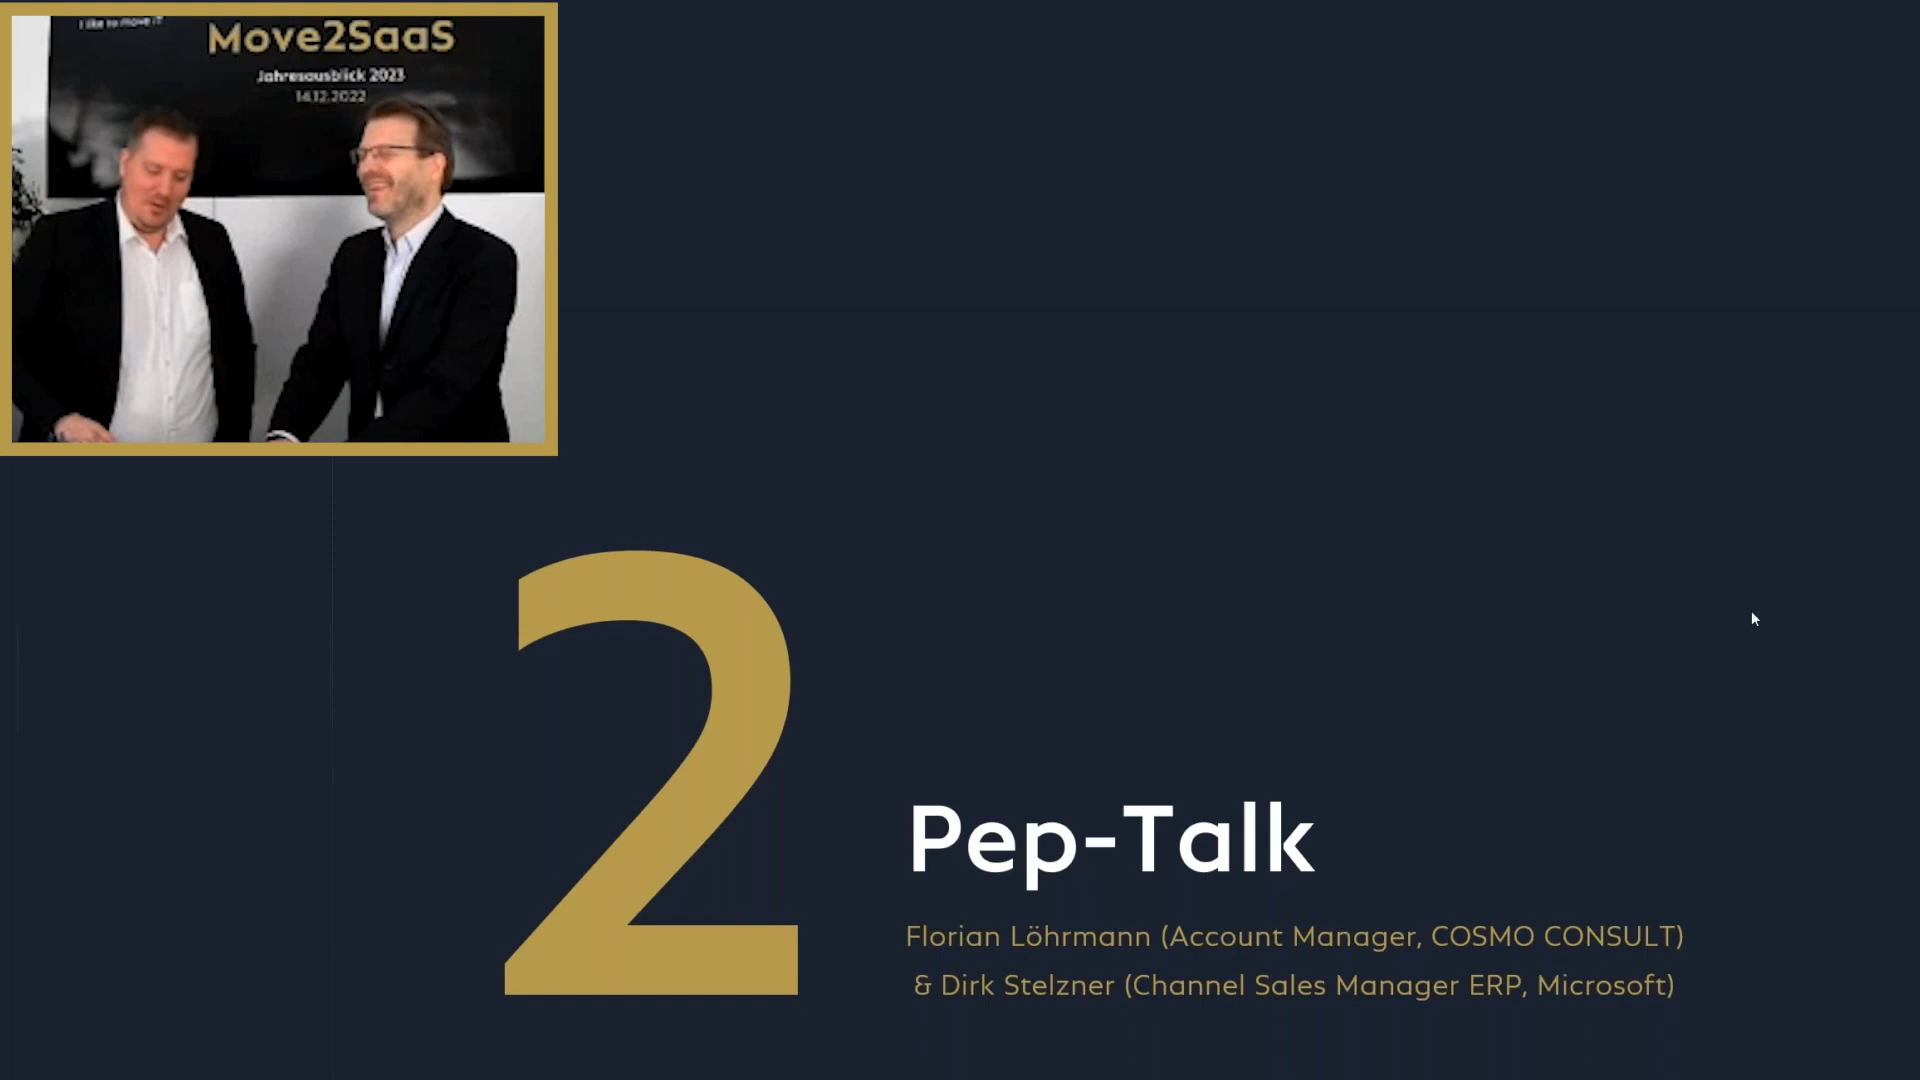 I like to move IT
Move2SaaS
Jahresausblick 2023
14.12.2022
2
Pep-Talk
Florian Löhrmann (Account Manager, COSMO CONSULT)
& Dirk Stelzner (Channel Sales Manager ERP, Microsoft)